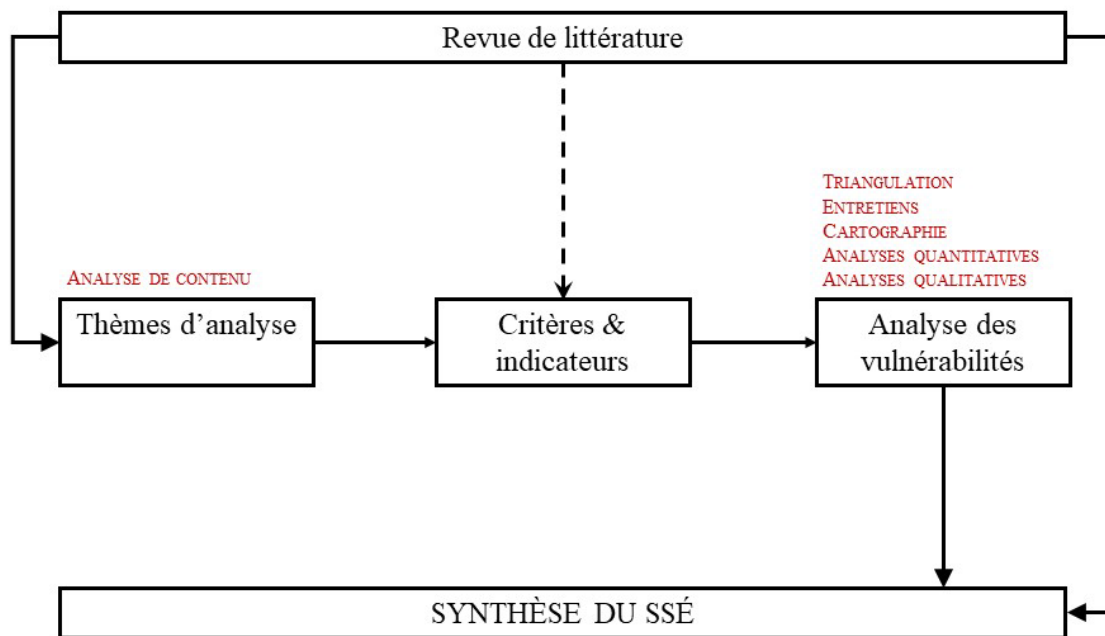 Revue de littérature
TRIANGULATION
ENTRETIENS
CARTOGRAPHIE
ANALYSES QUANTITATIVES
ANALYSES QUALITATIVES
ANALYSE DE CONTENU
Thèmes d'analyse
Critères &
indicateurs
Analyse des
vulnérabilités
SYNTHÈSE DU SSÉ